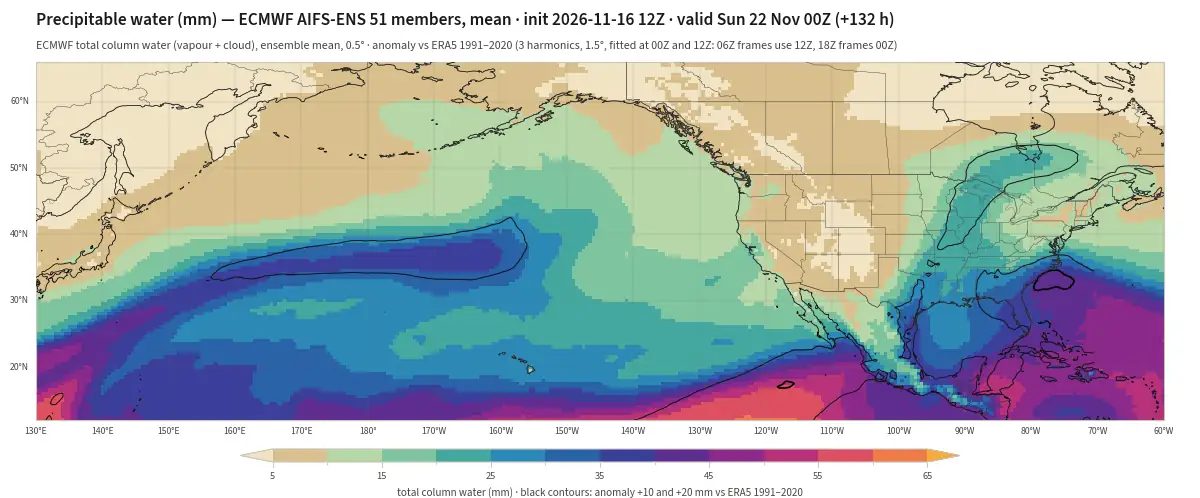 Precipitable water (mm) — ECMWF AIFS-ENS 51 members, mean · init 2026-11-16 12Z · valid Sun 22 Nov 00Z (+132 h)
ECMWF total column water (vapour + cloud), ensemble mean, 0.5° · anomaly vs ERA5 1991–2020 (3 harmonics, 1.5°, fitted at 00Z and 12Z: 06Z frames use 12Z, 18Z frames 00Z)
60°N
50°N
40°N
30°N
20°N
130°E 140°E 150°E 160°E 170°E 180° 170°W 160°W 150°W 140°W 130°W 120°W 110°W 100°W 90°W 80°W 70°W 60°W
5 15 25 35 45 55 65
total column water (mm) · black contours: anomaly +10 and +20 mm vs ERA5 1991–2020